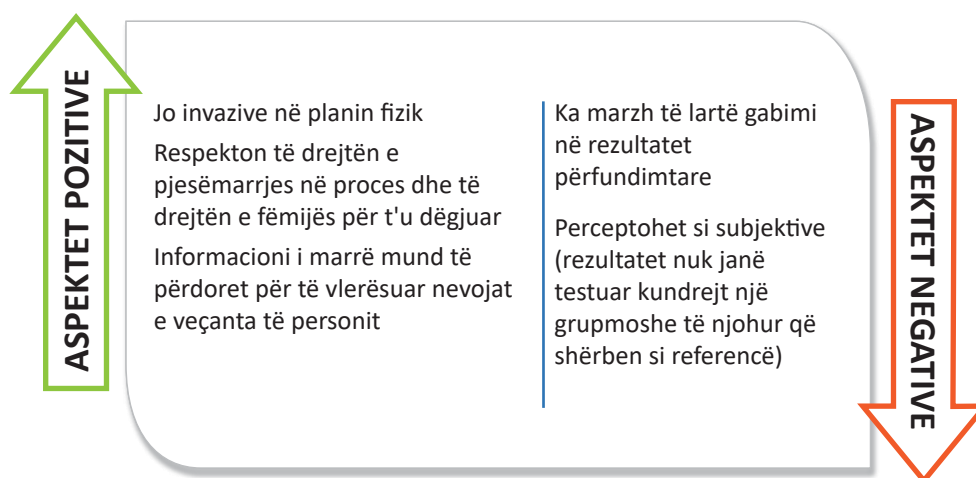 ASPEKTET POZITIVE
Jo invazive në planin fizik
Respekton të drejtën e
pjesëmarrjes në proces dhe të
drejtën e fëmijës për t'u dëgjuar
Informacioni i marrë mund të
përdoret për të vlerësuar nevojat
e veçanta të personit
Ka marzh të lartë gabimi
në rezultatet
përfundimtare
Perceptohet si subjektive
(rezultatet nuk janë
testuar kundrejt një
grupmoshe të njohur që
shërben si referencë)
ASPEKTET NEGATIVE